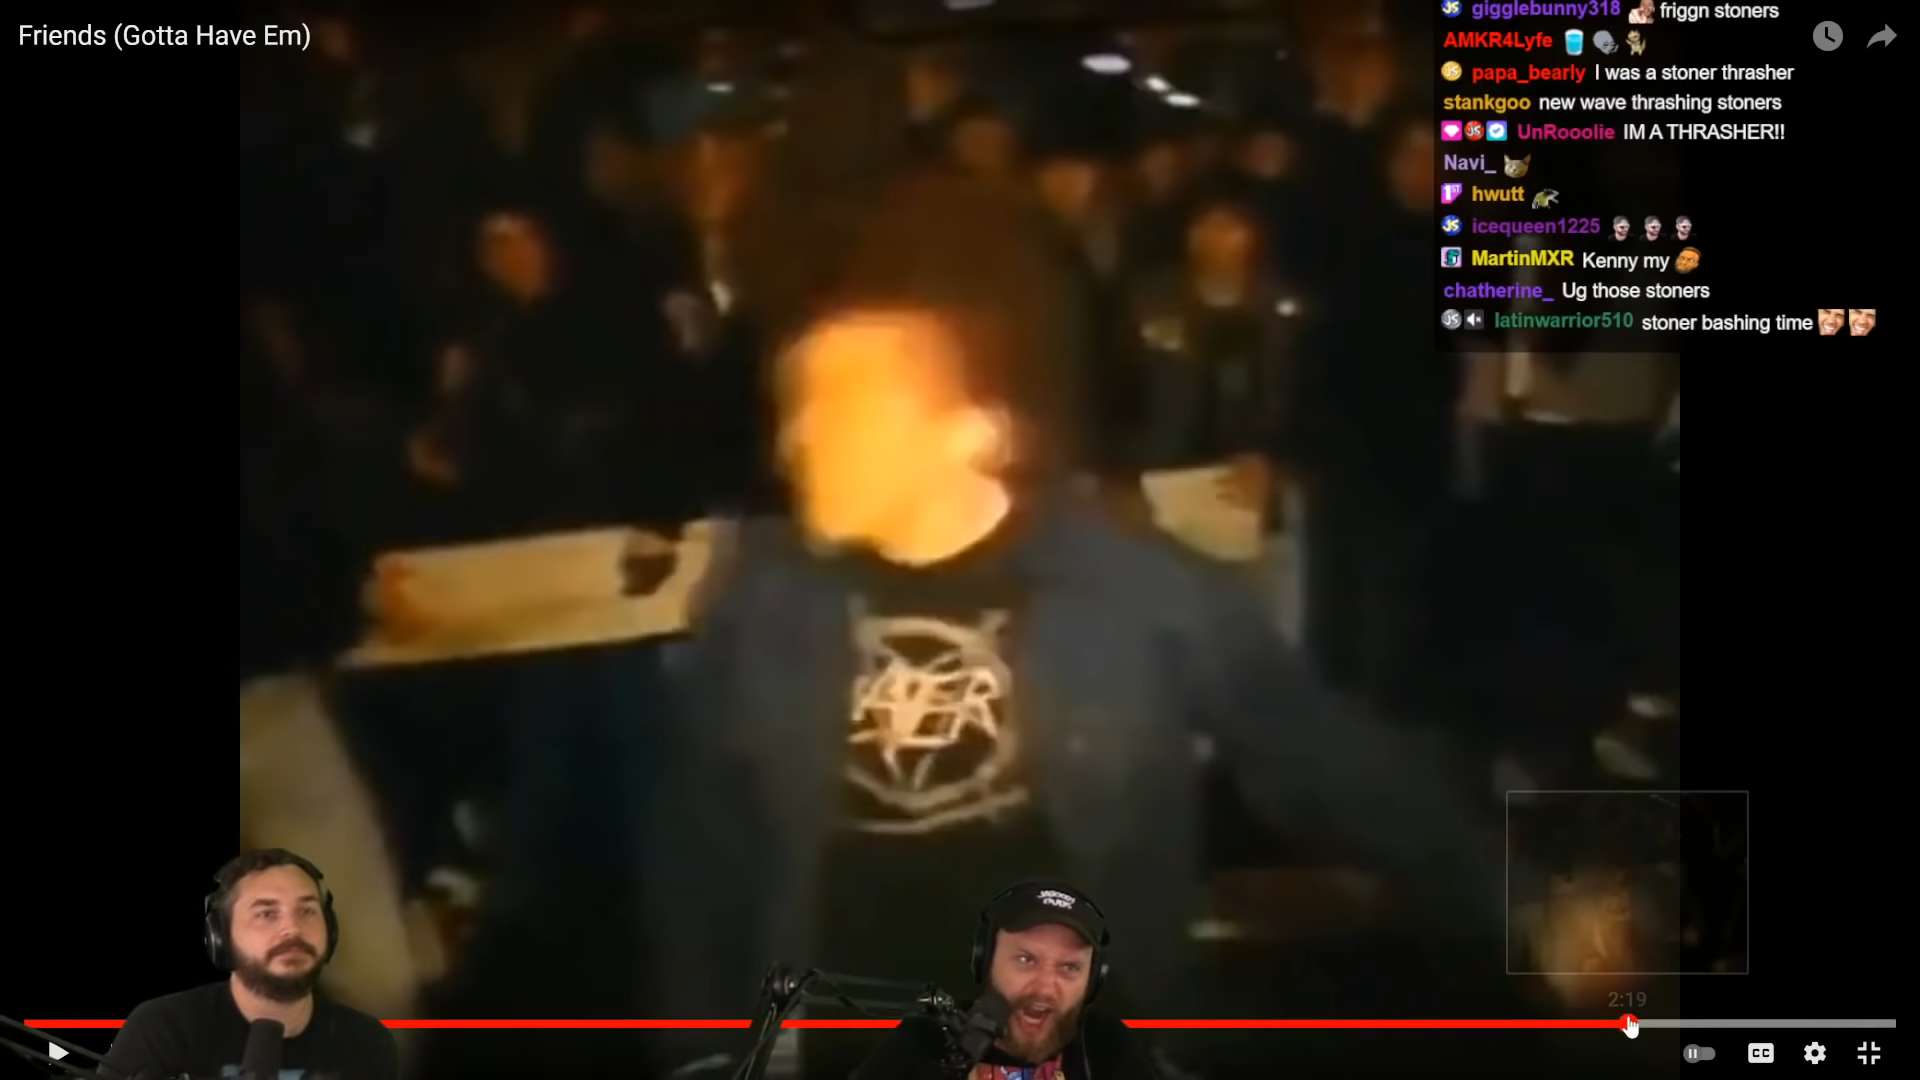 Friends (Gotta Have Em)
gigglebunny318 friggn stoners
AMKR4Lyfe
papa_bearly I was a stoner thrasher
stankgoo new wave thrashing stoners
UnRooolie IM A THRASHER!!
Navi_
hwutt
icequeen1225
MartinMXR Kenny my
chatherine_ Ug those stoners
latinwarrior510 stoner bashing time
2:19
CC